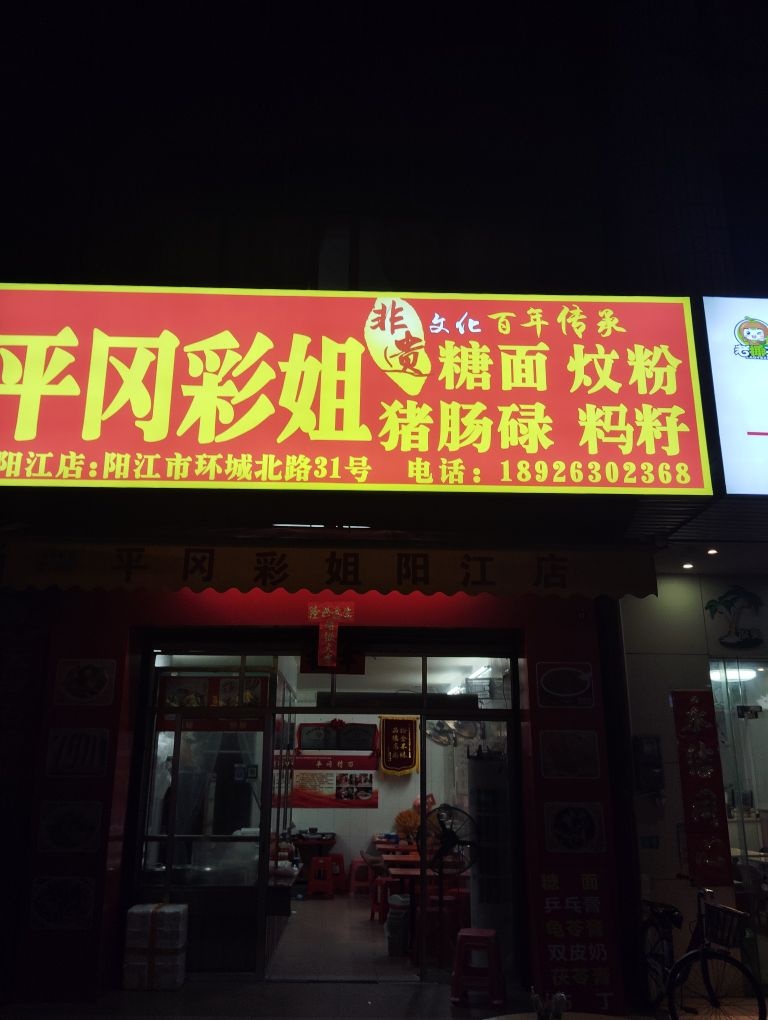 平冈彩姐
非遗
文化百年传承
糖面 炆粉
猪肠碌 𥻗籽
阳江店:阳江市环城北路31号 电话：18926302368
平冈彩姐阳江店
糖面
乒乓膏
龟苓膏
双皮奶
茯苓膏
丁